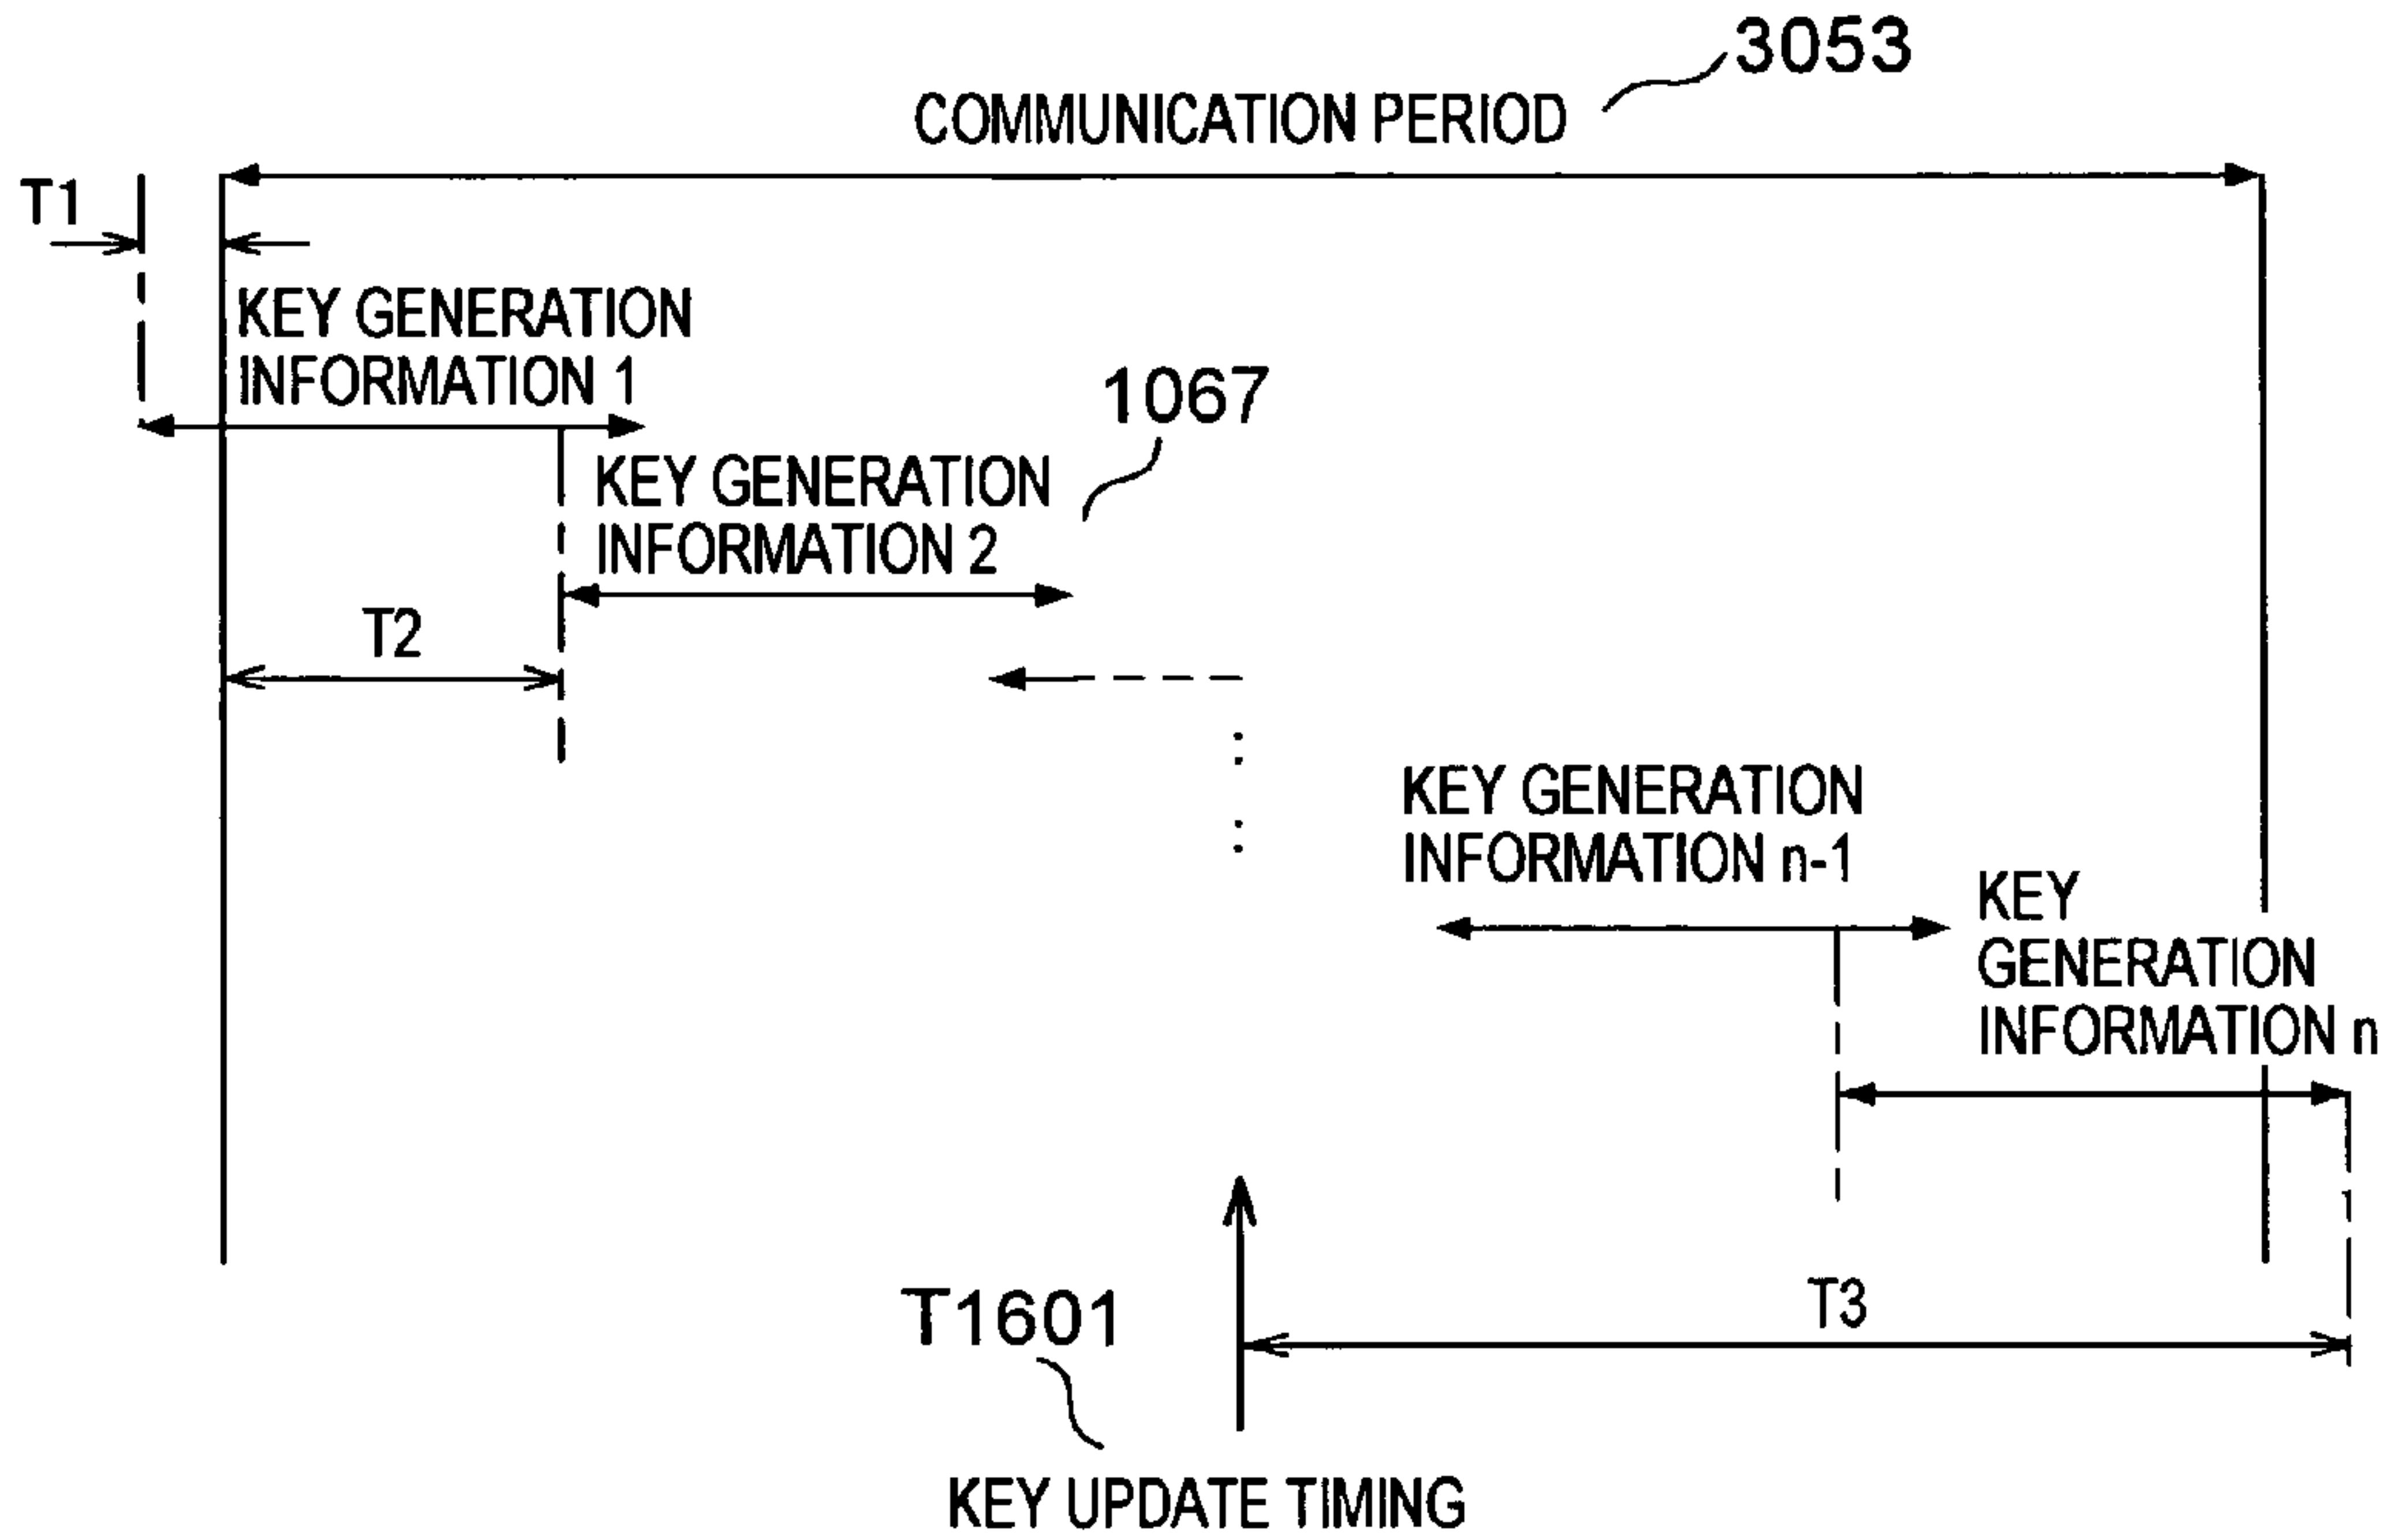 3053
COMMUNICATION PERIOD
T1
KEY GENERATION
INFORMATION 1
1067
KEY GENERATION
INFORMATION 2
T2
KEY GENERATION
INFORMATION n-1
KEY
GENERATION
INFORMATION n
T1601
T3
KEY UPDATE TIMING